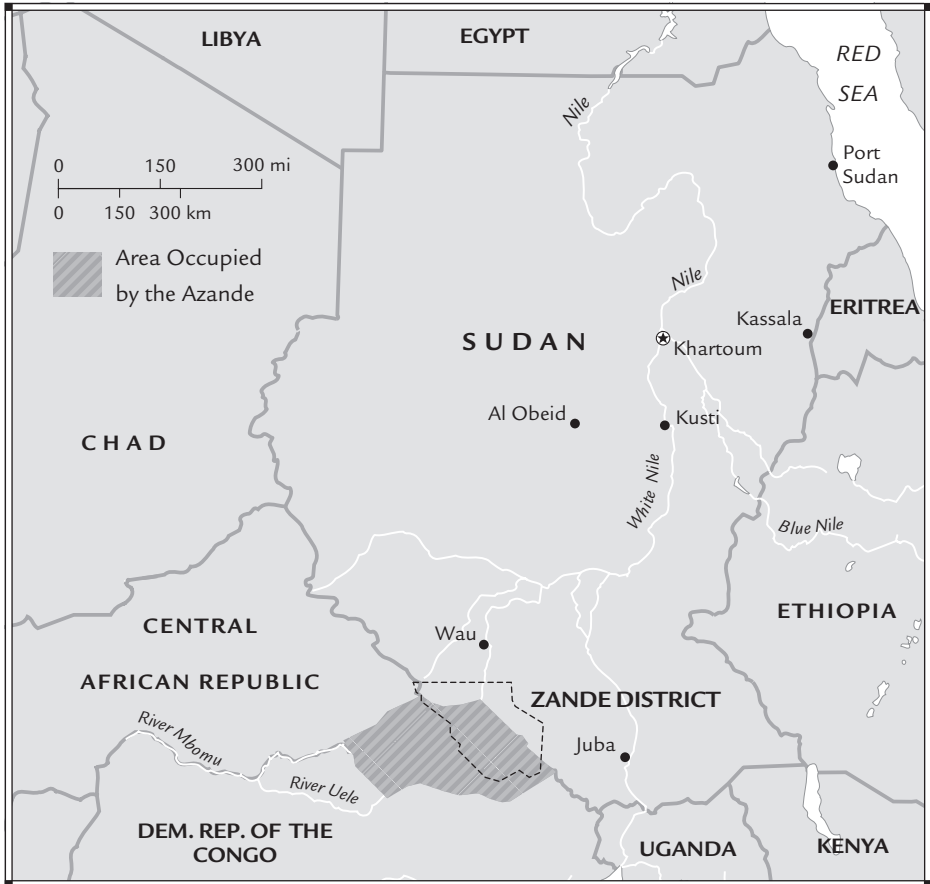 LIBYA
EGYPT
RED
SEA
Nile
0 150 300 mi
0 150 300 km
Port
Sudan
Area Occupied
by the Azande
Nile
ERITREA
Kassala
SUDAN
Khartoum
Al Obeid
Kusti
CHAD
White Nile
Blue Nile
ETHIOPIA
CENTRAL
AFRICAN REPUBLIC
Wau
ZANDE DISTRICT
River Mbomu
Juba
River Uele
DEM. REP. OF THE
CONGO
UGANDA
KENYA